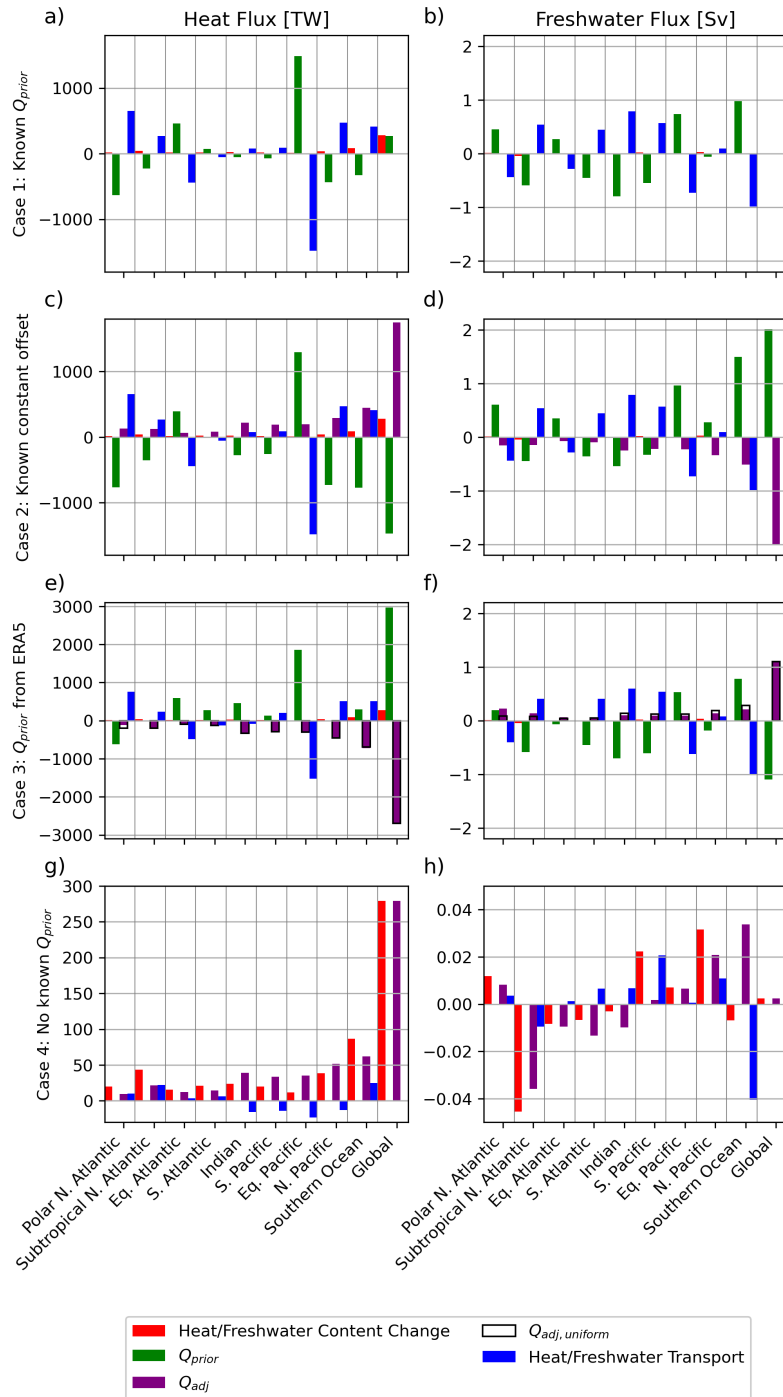 a) Heat Flux [TW] b) Freshwater Flux [Sv]
Case 1: Known Q_prior
1000
0
−1000
2
1
0
−1
−2
c) d)
Case 2: Known constant offset
1000
0
−1000
2
1
0
−1
−2
e) f)
Case 3: Q_prior from ERA5
3000
2000
1000
0
−1000
−2000
−3000
2
1
0
−1
−2
g) h)
Case 4: No known Q_prior
300
250
200
150
100
50
0
0.04
0.02
0.00
−0.02
−0.04
Polar N. Atlantic
Subtropical N. Atlantic
Eq. Atlantic
S. Atlantic
Indian
S. Pacific
Eq. Pacific
N. Pacific
Southern Ocean
Global
Polar N. Atlantic
Subtropical N. Atlantic
Eq. Atlantic
S. Atlantic
Indian
S. Pacific
Eq. Pacific
N. Pacific
Southern Ocean
Global
Heat/Freshwater Content Change
Q_prior
Q_adj
Q_adj,uniform
Heat/Freshwater Transport